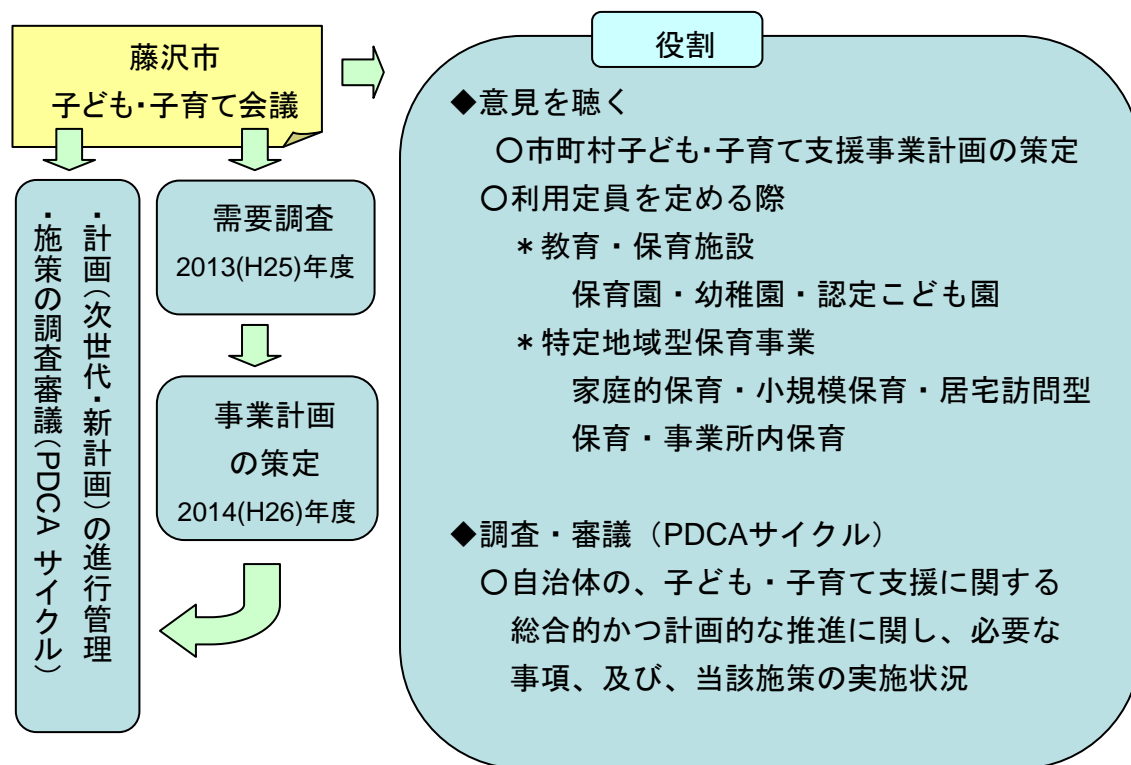 藤沢市
子ども・子育て会議
・計画(次世代・新計画)の進行管理
・施策の調査審議(PDCA サイクル)
需要調査
2013(H25)年度
事業計画
の策定
2014(H26)年度
役割
◆意見を聴く
○市町村子ども・子育て支援事業計画の策定
○利用定員を定める際
＊教育・保育施設
保育園・幼稚園・認定こども園
＊特定地域型保育事業
家庭的保育・小規模保育・居宅訪問型
保育・事業所内保育
◆調査・審議（PDCAサイクル）
○自治体の、子ども・子育て支援に関する
総合的かつ計画的な推進に関し、必要な
事項、及び、当該施策の実施状況